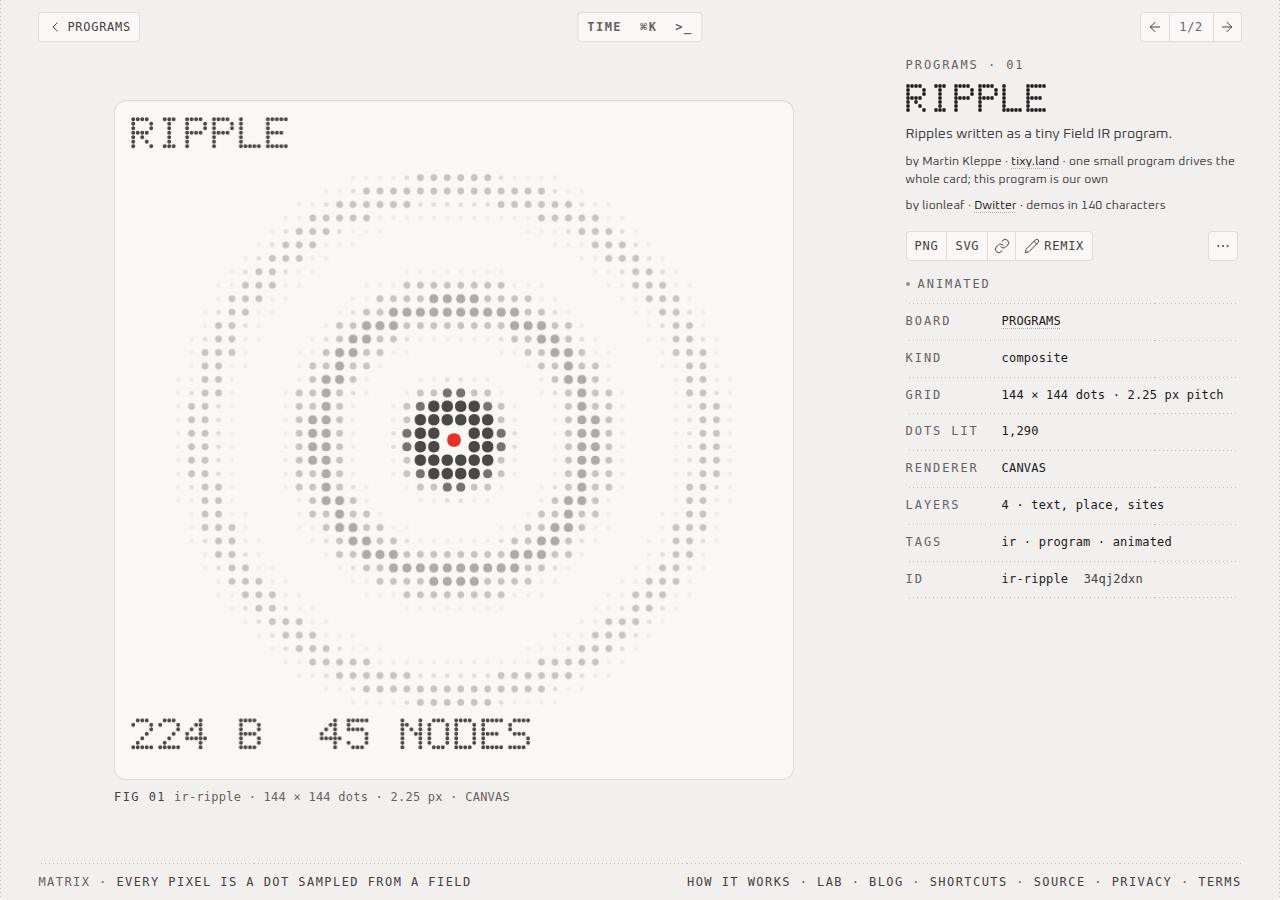 PROGRAMS
TIME ⌘K >_
1/2
RIPPLE
224 B 45 NODES
FIG 01 ir-ripple · 144 × 144 dots · 2.25 px · CANVAS
PROGRAMS · 01
RIPPLE
Ripples written as a tiny Field IR program.
by Martin Kleppe · tixy.land · one small program drives the
whole card; this program is our own
by lionleaf · Dwitter · demos in 140 characters
PNG SVG REMIX ···
ANIMATED
BOARD PROGRAMS
KIND composite
GRID 144 × 144 dots · 2.25 px pitch
DOTS LIT 1,290
RENDERER CANVAS
LAYERS 4 · text, place, sites
TAGS ir · program · animated
ID ir-ripple 34qj2dxn
MATRIX · EVERY PIXEL IS A DOT SAMPLED FROM A FIELD
HOW IT WORKS · LAB · BLOG · SHORTCUTS · SOURCE · PRIVACY · TERMS